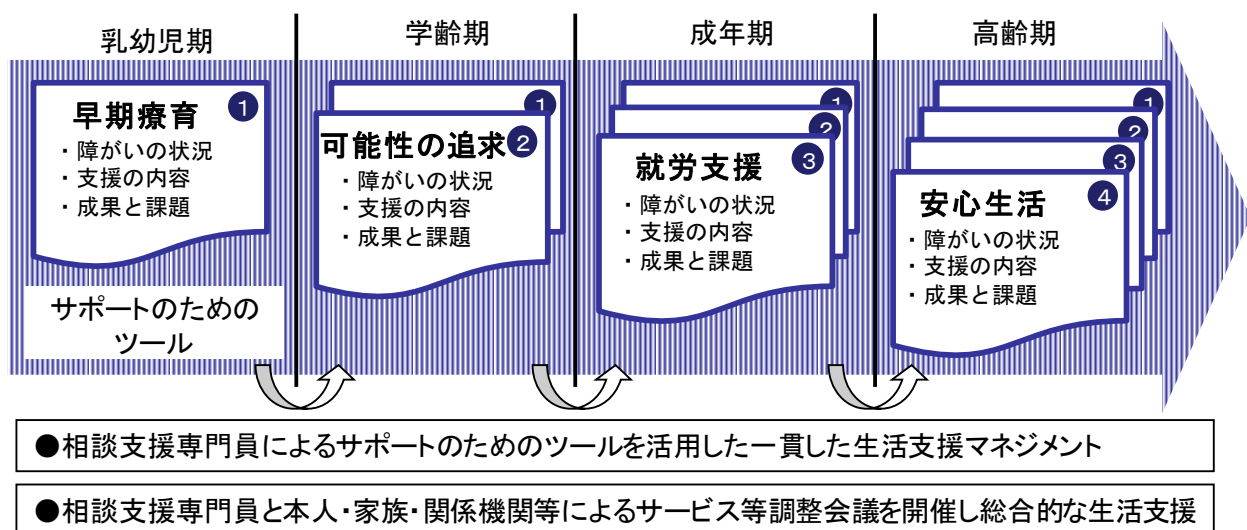 乳幼児期
学齢期
成年期
高齢期
早期療育
1
・障がいの状況
・支援の内容
・成果と課題
サポートのための
ツール
1
可能性の追求
2
・障がいの状況
・支援の内容
・成果と課題
1
2
就労支援
3
・障がいの状況
・支援の内容
・成果と課題
1
2
3
安心生活
4
・障がいの状況
・支援の内容
・成果と課題
●相談支援専門員によるサポートのためのツールを活用した一貫した生活支援マネジメント
●相談支援専門員と本人・家族・関係機関等によるサービス等調整会議を開催し総合的な生活支援